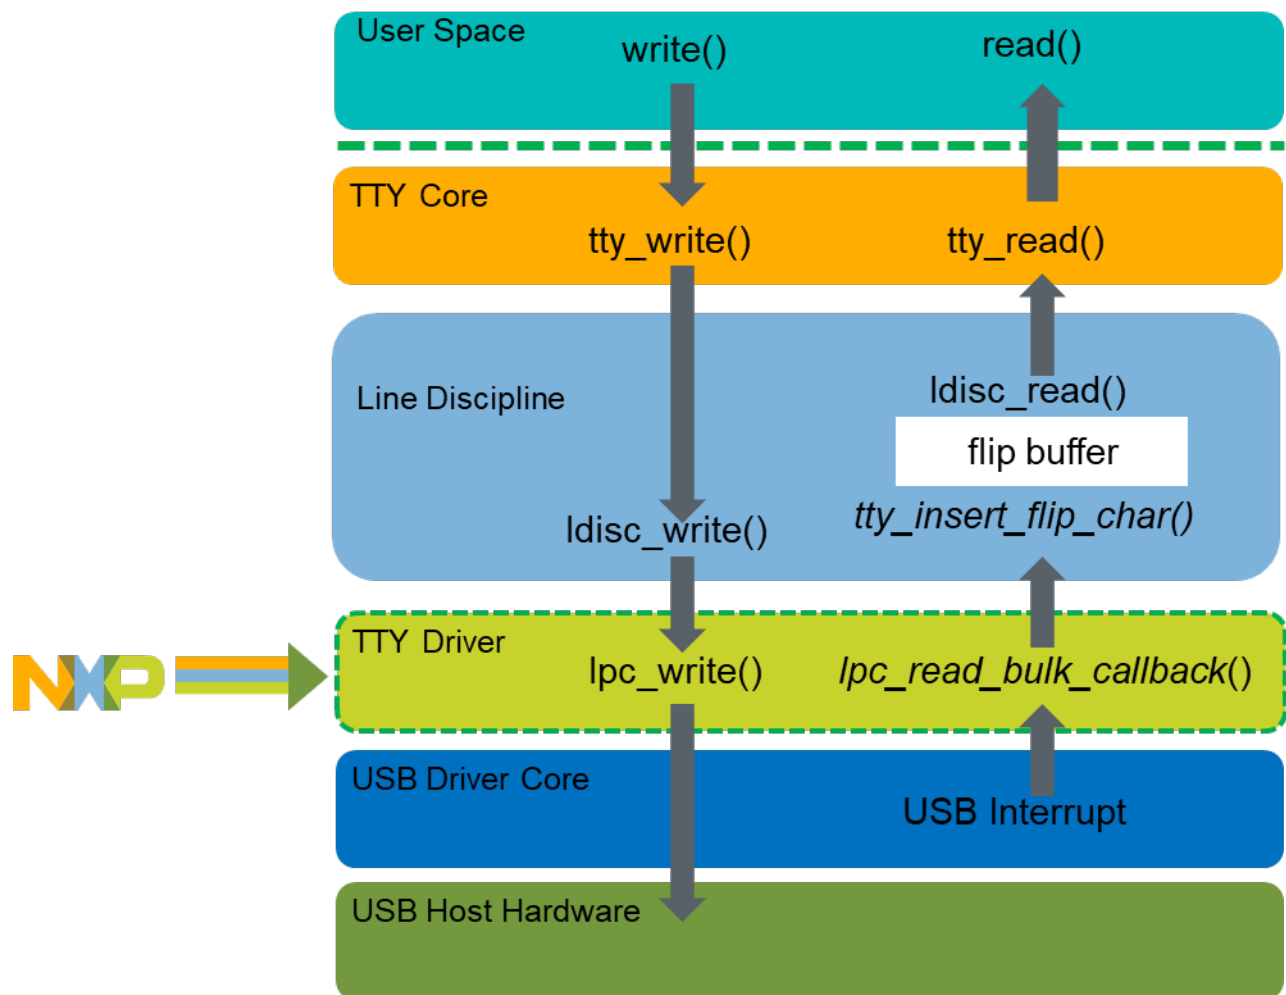 User Space
write()
read()
TTY Core
tty_write()
tty_read()
Line Discipline
ldisc_read()
flip buffer
tty_insert_flip_char()
ldisc_write()
NXP
TTY Driver
lpc_write()
lpc_read_bulk_callback()
USB Driver Core
USB Interrupt
USB Host Hardware